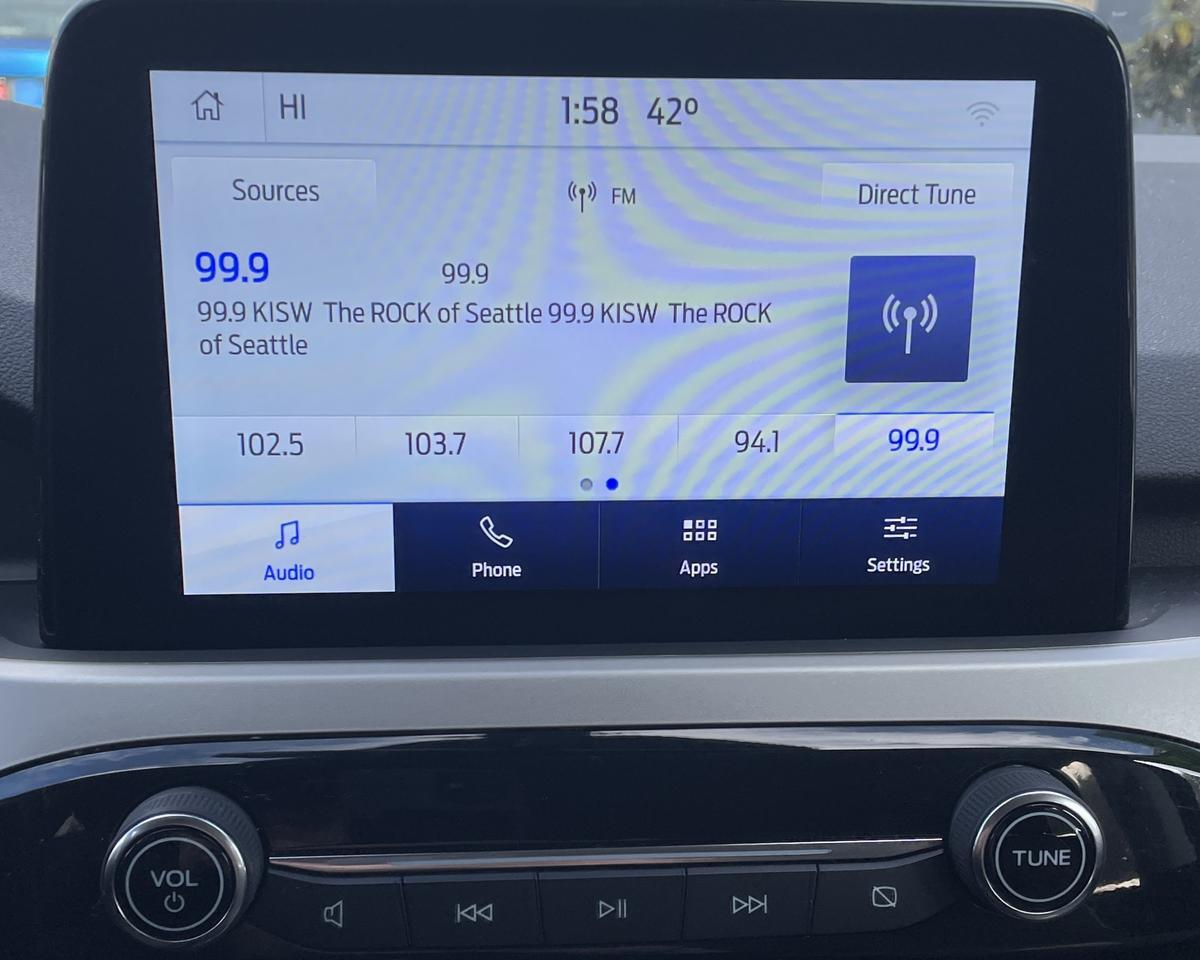 HI 1:58 42°
Sources FM Direct Tune
99.9 99.9
99.9 KISW The ROCK of Seattle 99.9 KISW The ROCK
of Seattle
102.5 103.7 107.7 94.1 99.9
Audio Phone Apps Settings
VOL TUNE